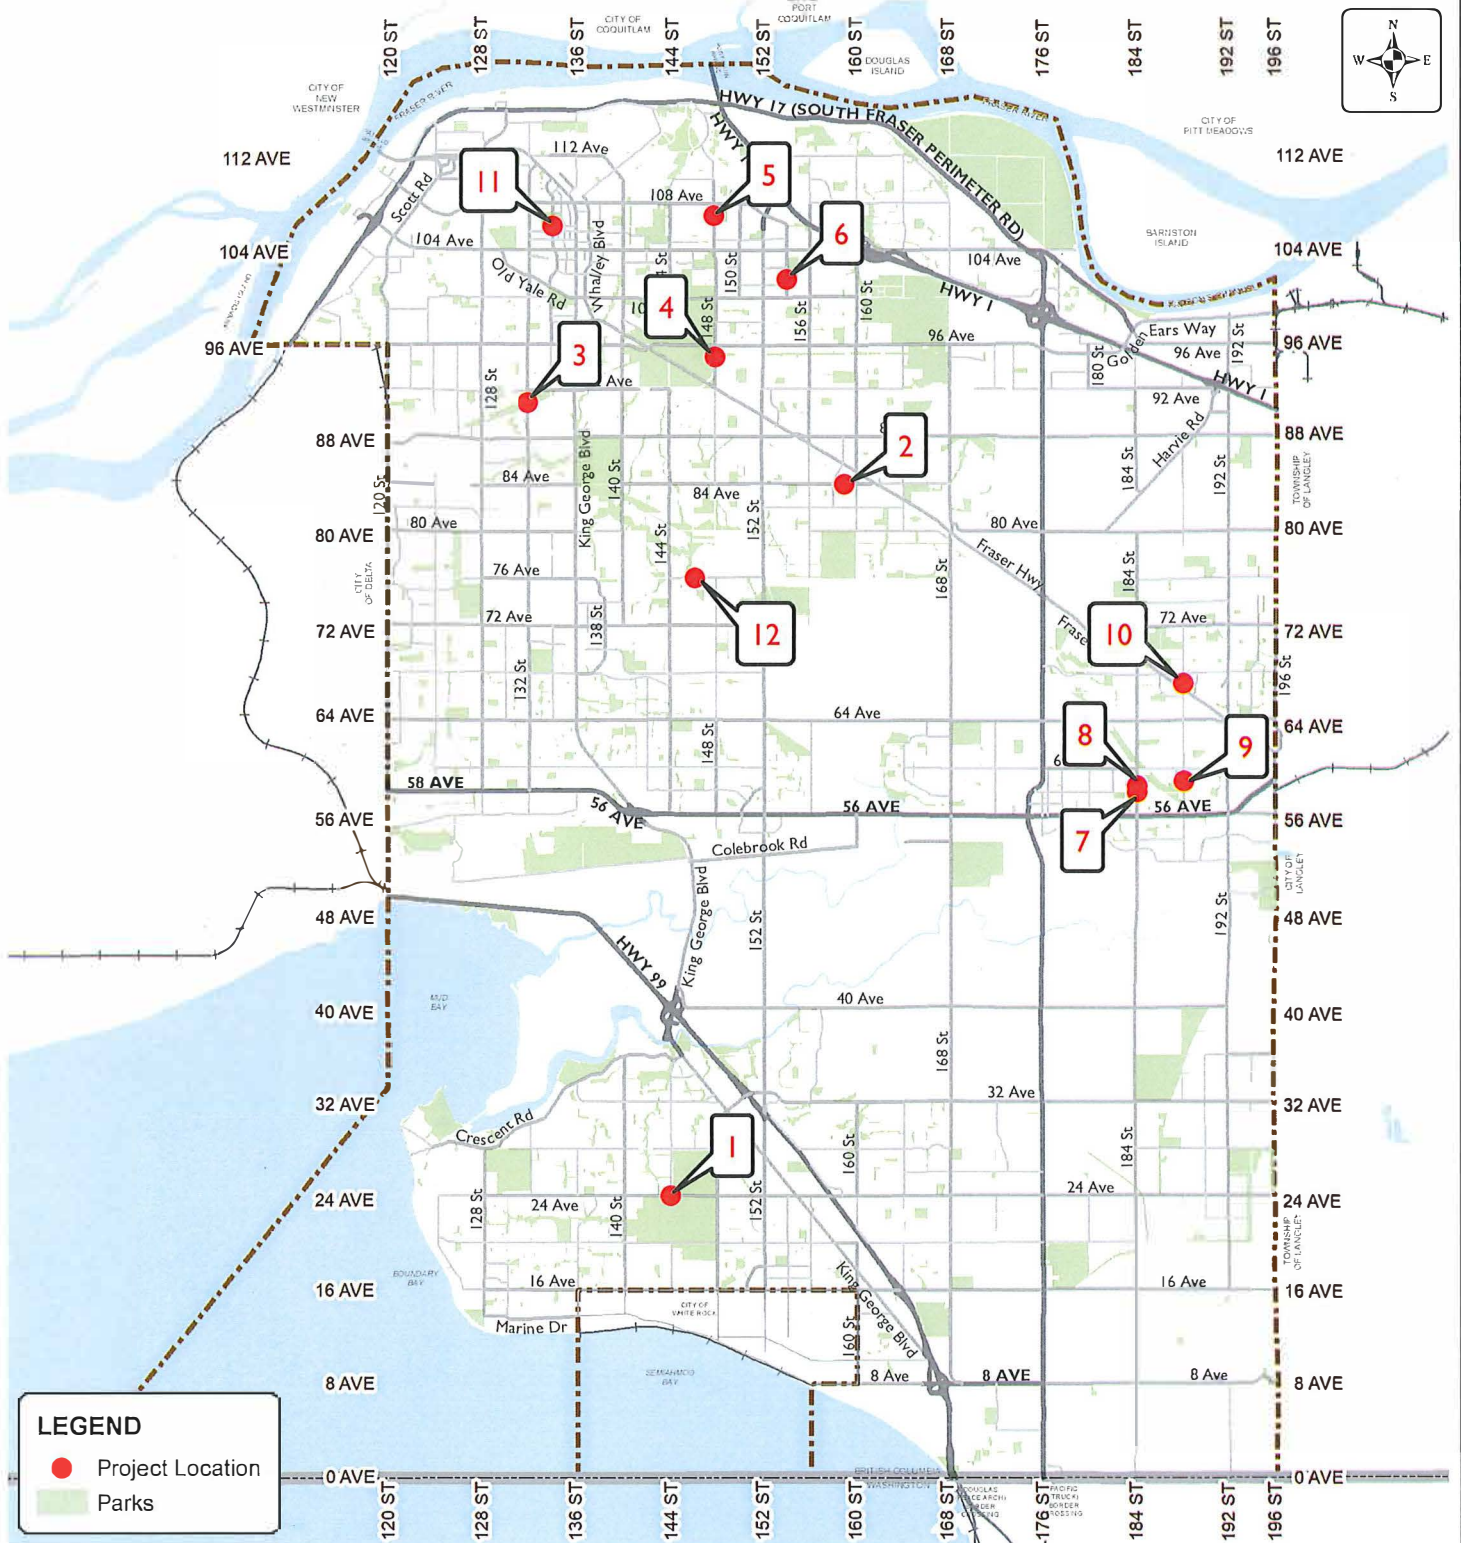 CITY OF
COQUITLAM
PORT
COQUITLAM
N
W E
S
120 ST
128 ST
136 ST
144 ST
152 ST
160 ST
168 ST
176 ST
184 ST
192 ST
196 ST
DOUGLAS
ISLAND
CITY OF
NEW
WESTMINSTER
FRASER RIVER
FRASER RIVER
CITY OF
PITT MEADOWS
HWY 17 (SOUTH FRASER PERIMETER RD)
HWY 1
112 AVE
112 Ave
112 AVE
11
5
Scott Rd
108 Ave
6
BARNSTON
ISLAND
104 AVE
104 Ave
Whalley Blvd
104 Ave
104 AVE
Old Yale Rd
150 St
4
148 St
156 St
160 St
HWY 1
96 AVE
3
96 Ave
Golden Ears Way
96 Ave
192 St
96 AVE
180 St
HWY 1
128 St
Ave
92 Ave
88 AVE
King George Blvd
2
Harvie Rd
88 AVE
84 Ave
140 St
84 Ave
184 St
192 St
TOWNSHIP
OF LANGLEY
120 St
80 AVE
80 Ave
144 St
152 St
80 Ave
80 AVE
Fraser Hwy
CITY
OF DELTA
76 Ave
168 St
184 St
72 AVE
72 Ave
138 St
12
Frase
10
72 Ave
72 AVE
132 St
196 St
64 AVE
148 St
64 Ave
8
9
64 AVE
58 AVE
56 AVE
56 AVE
56 AVE
7
56 AVE
56 AVE
Colebrook Rd
King George Blvd
CITY OF
LANGLEY
48 AVE
152 St
192 St
48 AVE
HWY 99
MUD
BAY
40 AVE
40 Ave
40 AVE
168 St
32 AVE
32 Ave
32 AVE
Crescent Rd
1
160 St
184 St
24 AVE
128 St
24 Ave
140 St
152 St
24 Ave
24 AVE
TOWNSHIP
OF LANGLEY
BOUNDARY
BAY
16 AVE
16 Ave
16 Ave
16 AVE
CITY OF
WHITE ROCK
Marine Dr
160 St
King George Blvd
SEMIAHMOO
BAY
8 AVE
8 Ave
8 AVE
8 Ave
8 AVE
LEGEND
Project Location
Parks
0 AVE
BRITISH COLUMBIA
WASHINGTON
0 AVE
120 ST
128 ST
136 ST
144 ST
152 ST
160 ST
168 ST
176 ST
184 ST
192 ST
196 ST
DOUGLAS
PACIFIC
(TRUCK)
BORDER
CROSSING